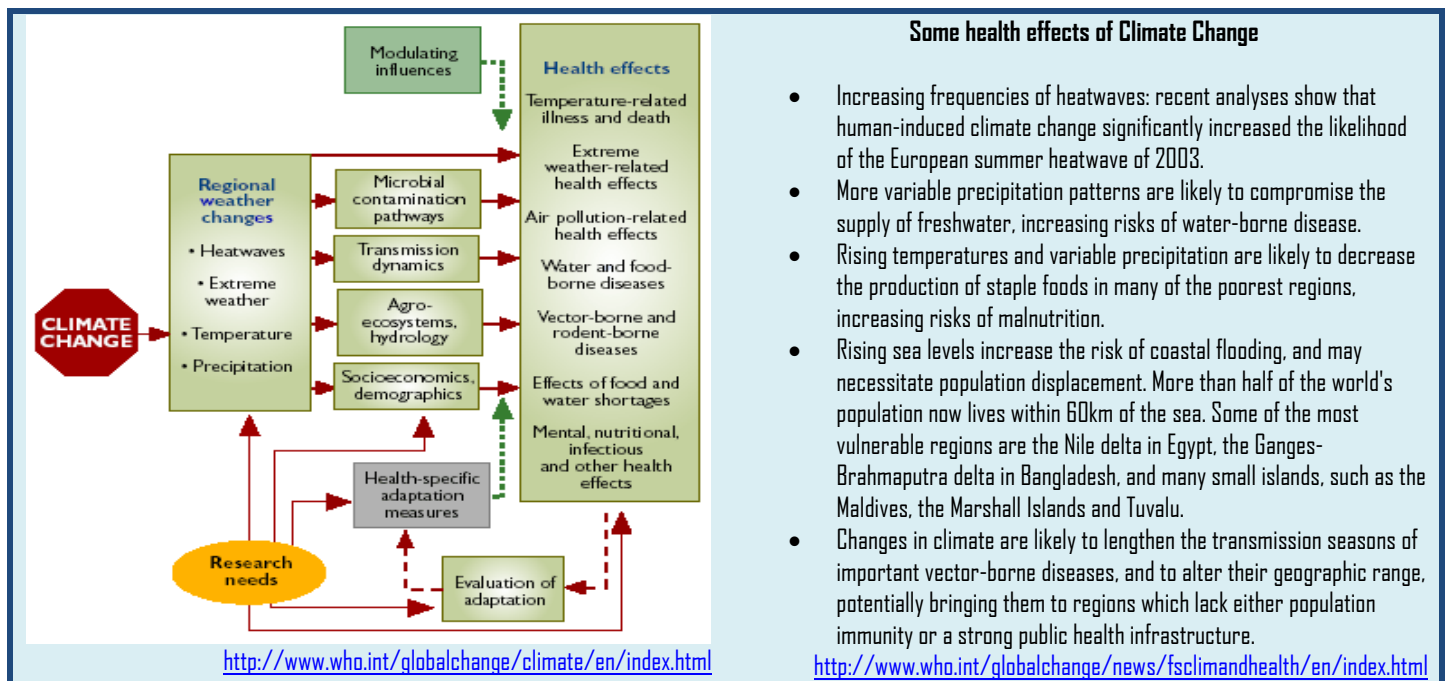 Modulating
influences
Health effects
Temperature-related
illness and death
Extreme
weather-related
health effects
Air pollution-related
health effects
Water and food-
borne diseases
Vector-borne and
rodent-borne
diseases
Effects of food and
water shortages
Mental, nutritional,
infectious
and other health
effects
Regional
weather
changes
• Heatwaves
• Extreme
weather
• Temperature
• Precipitation
Microbial
contamination
pathways
Transmission
dynamics
Agro-
ecosystems,
hydrology
Socioeconomics,
demographics
CLIMATE
CHANGE
Health-specific
adaptation
measures
Research
needs
Evaluation of
adaptation
http://www.who.int/globalchange/climate/en/index.html
Some health effects of Climate Change
• Increasing frequencies of heatwaves: recent analyses show that
human-induced climate change significantly increased the likelihood
of the European summer heatwave of 2003.
• More variable precipitation patterns are likely to compromise the
supply of freshwater, increasing risks of water-borne disease.
• Rising temperatures and variable precipitation are likely to decrease
the production of staple foods in many of the poorest regions,
increasing risks of malnutrition.
• Rising sea levels increase the risk of coastal flooding, and may
necessitate population displacement. More than half of the world's
population now lives within 60km of the sea. Some of the most
vulnerable regions are the Nile delta in Egypt, the Ganges-
Brahmaputra delta in Bangladesh, and many small islands, such as the
Maldives, the Marshall Islands and Tuvalu.
• Changes in climate are likely to lengthen the transmission seasons of
important vector-borne diseases, and to alter their geographic range,
potentially bringing them to regions which lack either population
immunity or a strong public health infrastructure.
http://www.who.int/globalchange/news/fsclimandhealth/en/index.html